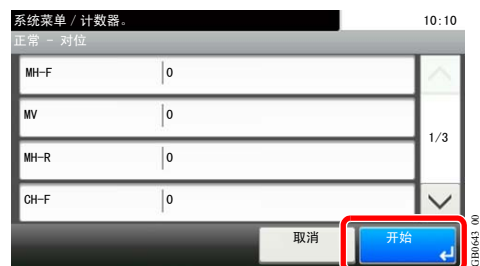 系统菜单 / 计数器。 10:10
正常 - 对位
MH-F 0
MV 0
1/3
MH-R 0
CH-F 0
取消 开始
GB0643_00